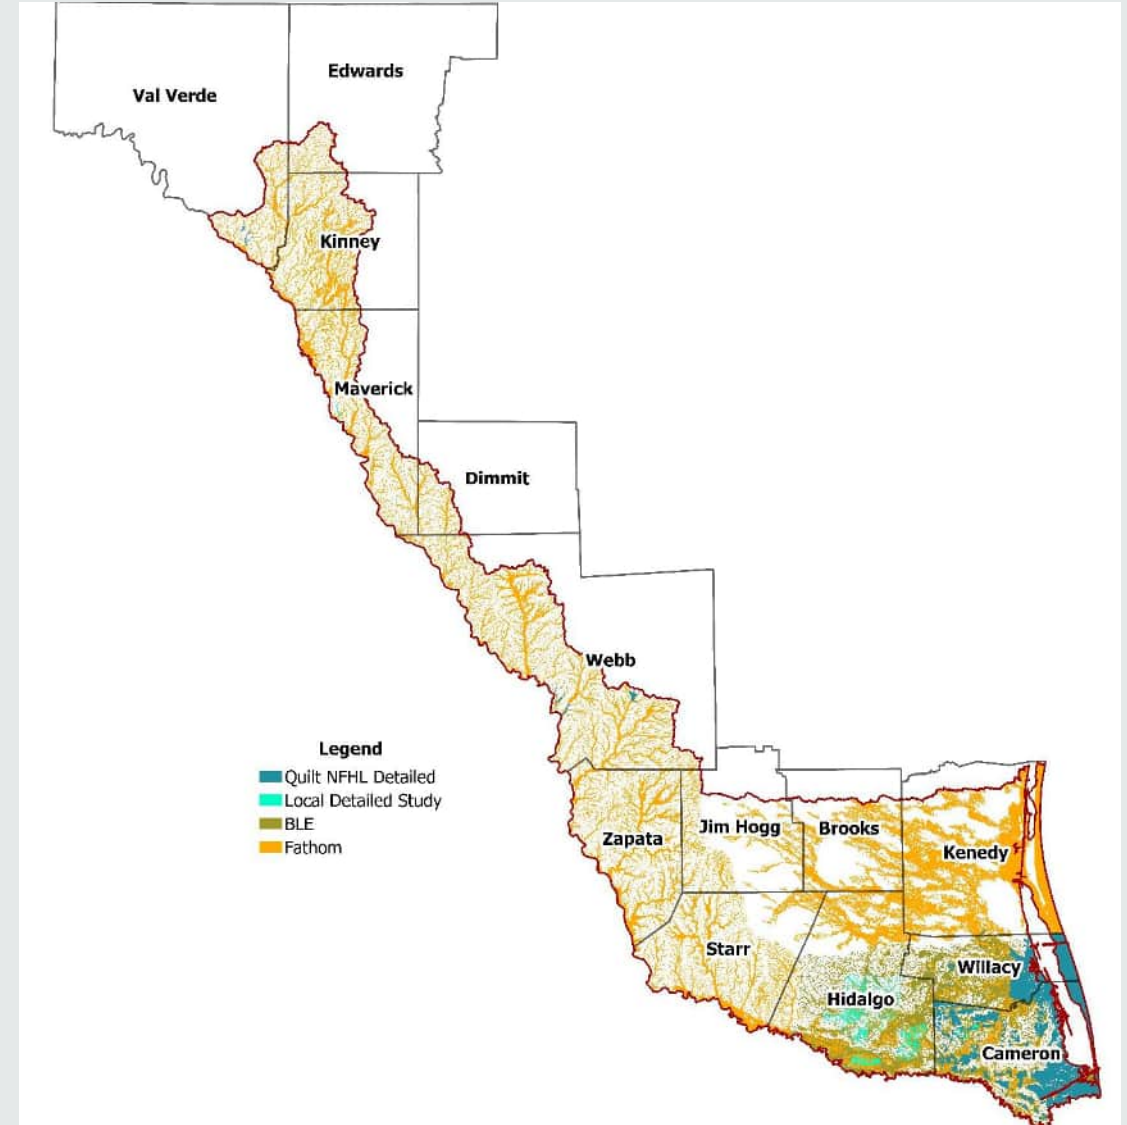 Edwards
Val Verde
Kinney
Maverick
Dimmit
Webb
Legend
Quilt NFHL Detailed
Local Detailed Study
BLE
Fathom
Zapata
Jim Hogg
Brooks
Kenedy
Starr
Willacy
Hidalgo
Cameron